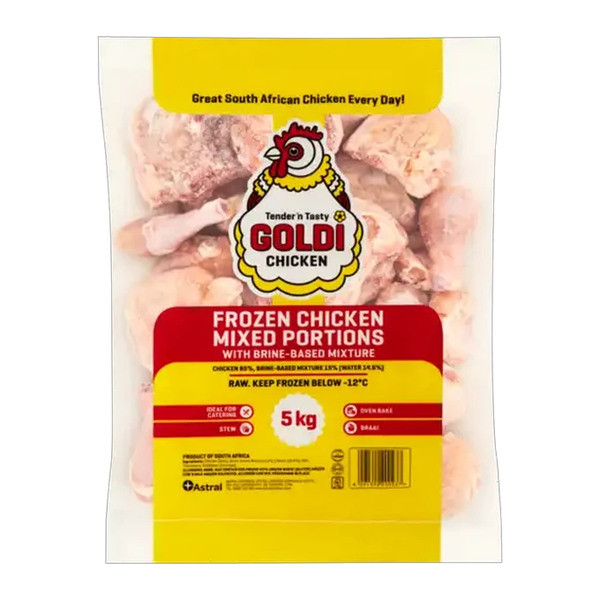 Great South African Chicken Every Day!
Tender 'n Tasty
GOLDI
CHICKEN
FROZEN CHICKEN
MIXED PORTIONS
WITH BRINE-BASED MIXTURE
CHICKEN 85%, BRINE-BASED MIXTURE 15% (WATER 14.5%)
RAW. KEEP FROZEN BELOW -12°C
IDEAL FOR
CATERING
STEW
5 kg
OVEN BAKE
BRAAI
PRODUCT OF SOUTH AFRICA
Astral